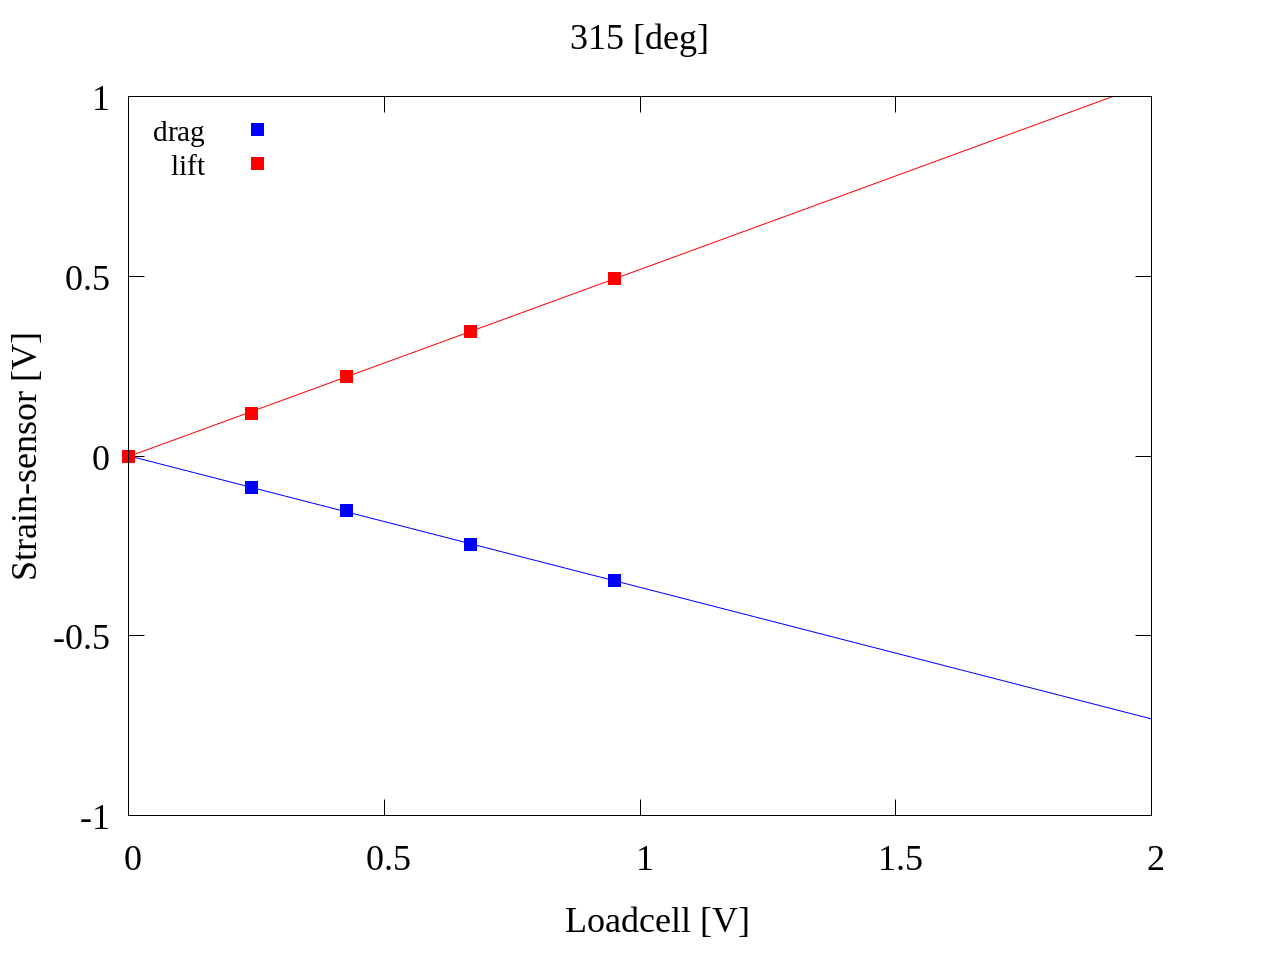 315 [deg]
drag
lift
1
0.5
0
-0.5
-1
Strain-sensor [V]
0 0.5 1 1.5 2
Loadcell [V]